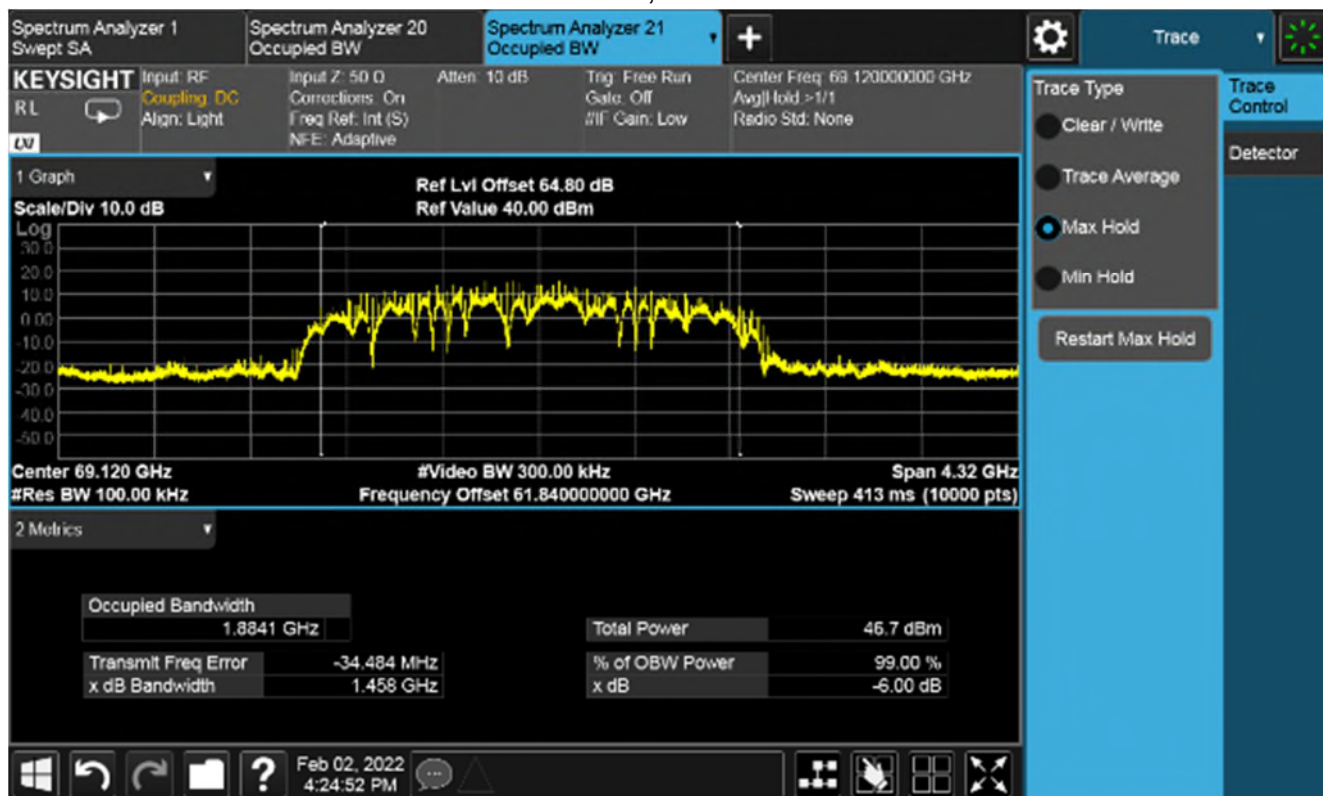 Spectrum Analyzer 1
Swept SA
Spectrum Analyzer 20
Occupied BW
Spectrum Analyzer 21
Occupied BW
Trace
KEYSIGHT
RL
LXI
Input: RF
Coupling: DC
Align: Light
Input Z: 50 Ω
Corrections: On
Freq Ref: Int (S)
NFE: Adaptive
Atten: 10 dB
Trig: Free Run
Gate: Off
#IF Gain: Low
Center Freq: 69.120000000 GHz
Avg|Hold:>1/1
Radio Std: None
Trace Type
Clear / Write
Trace Average
Max Hold
Min Hold
Restart Max Hold
Trace
Control
Detector
1 Graph
Scale/Div 10.0 dB
Ref Lvl Offset 64.80 dB
Ref Value 40.00 dBm
Log
30.0
20.0
10.0
0.00
-10.0
-20.0
-30.0
-40.0
-50.0
Center 69.120 GHz
#Video BW 300.00 kHz
Span 4.32 GHz
#Res BW 100.00 kHz
Frequency Offset 61.840000000 GHz
Sweep 413 ms (10000 pts)
2 Metrics
Occupied Bandwidth
1.8841 GHz
Total Power 46.7 dBm
Transmit Freq Error -34.484 MHz
% of OBW Power 99.00 %
x dB Bandwidth 1.458 GHz
x dB -6.00 dB
Feb 02, 2022
4:24:52 PM